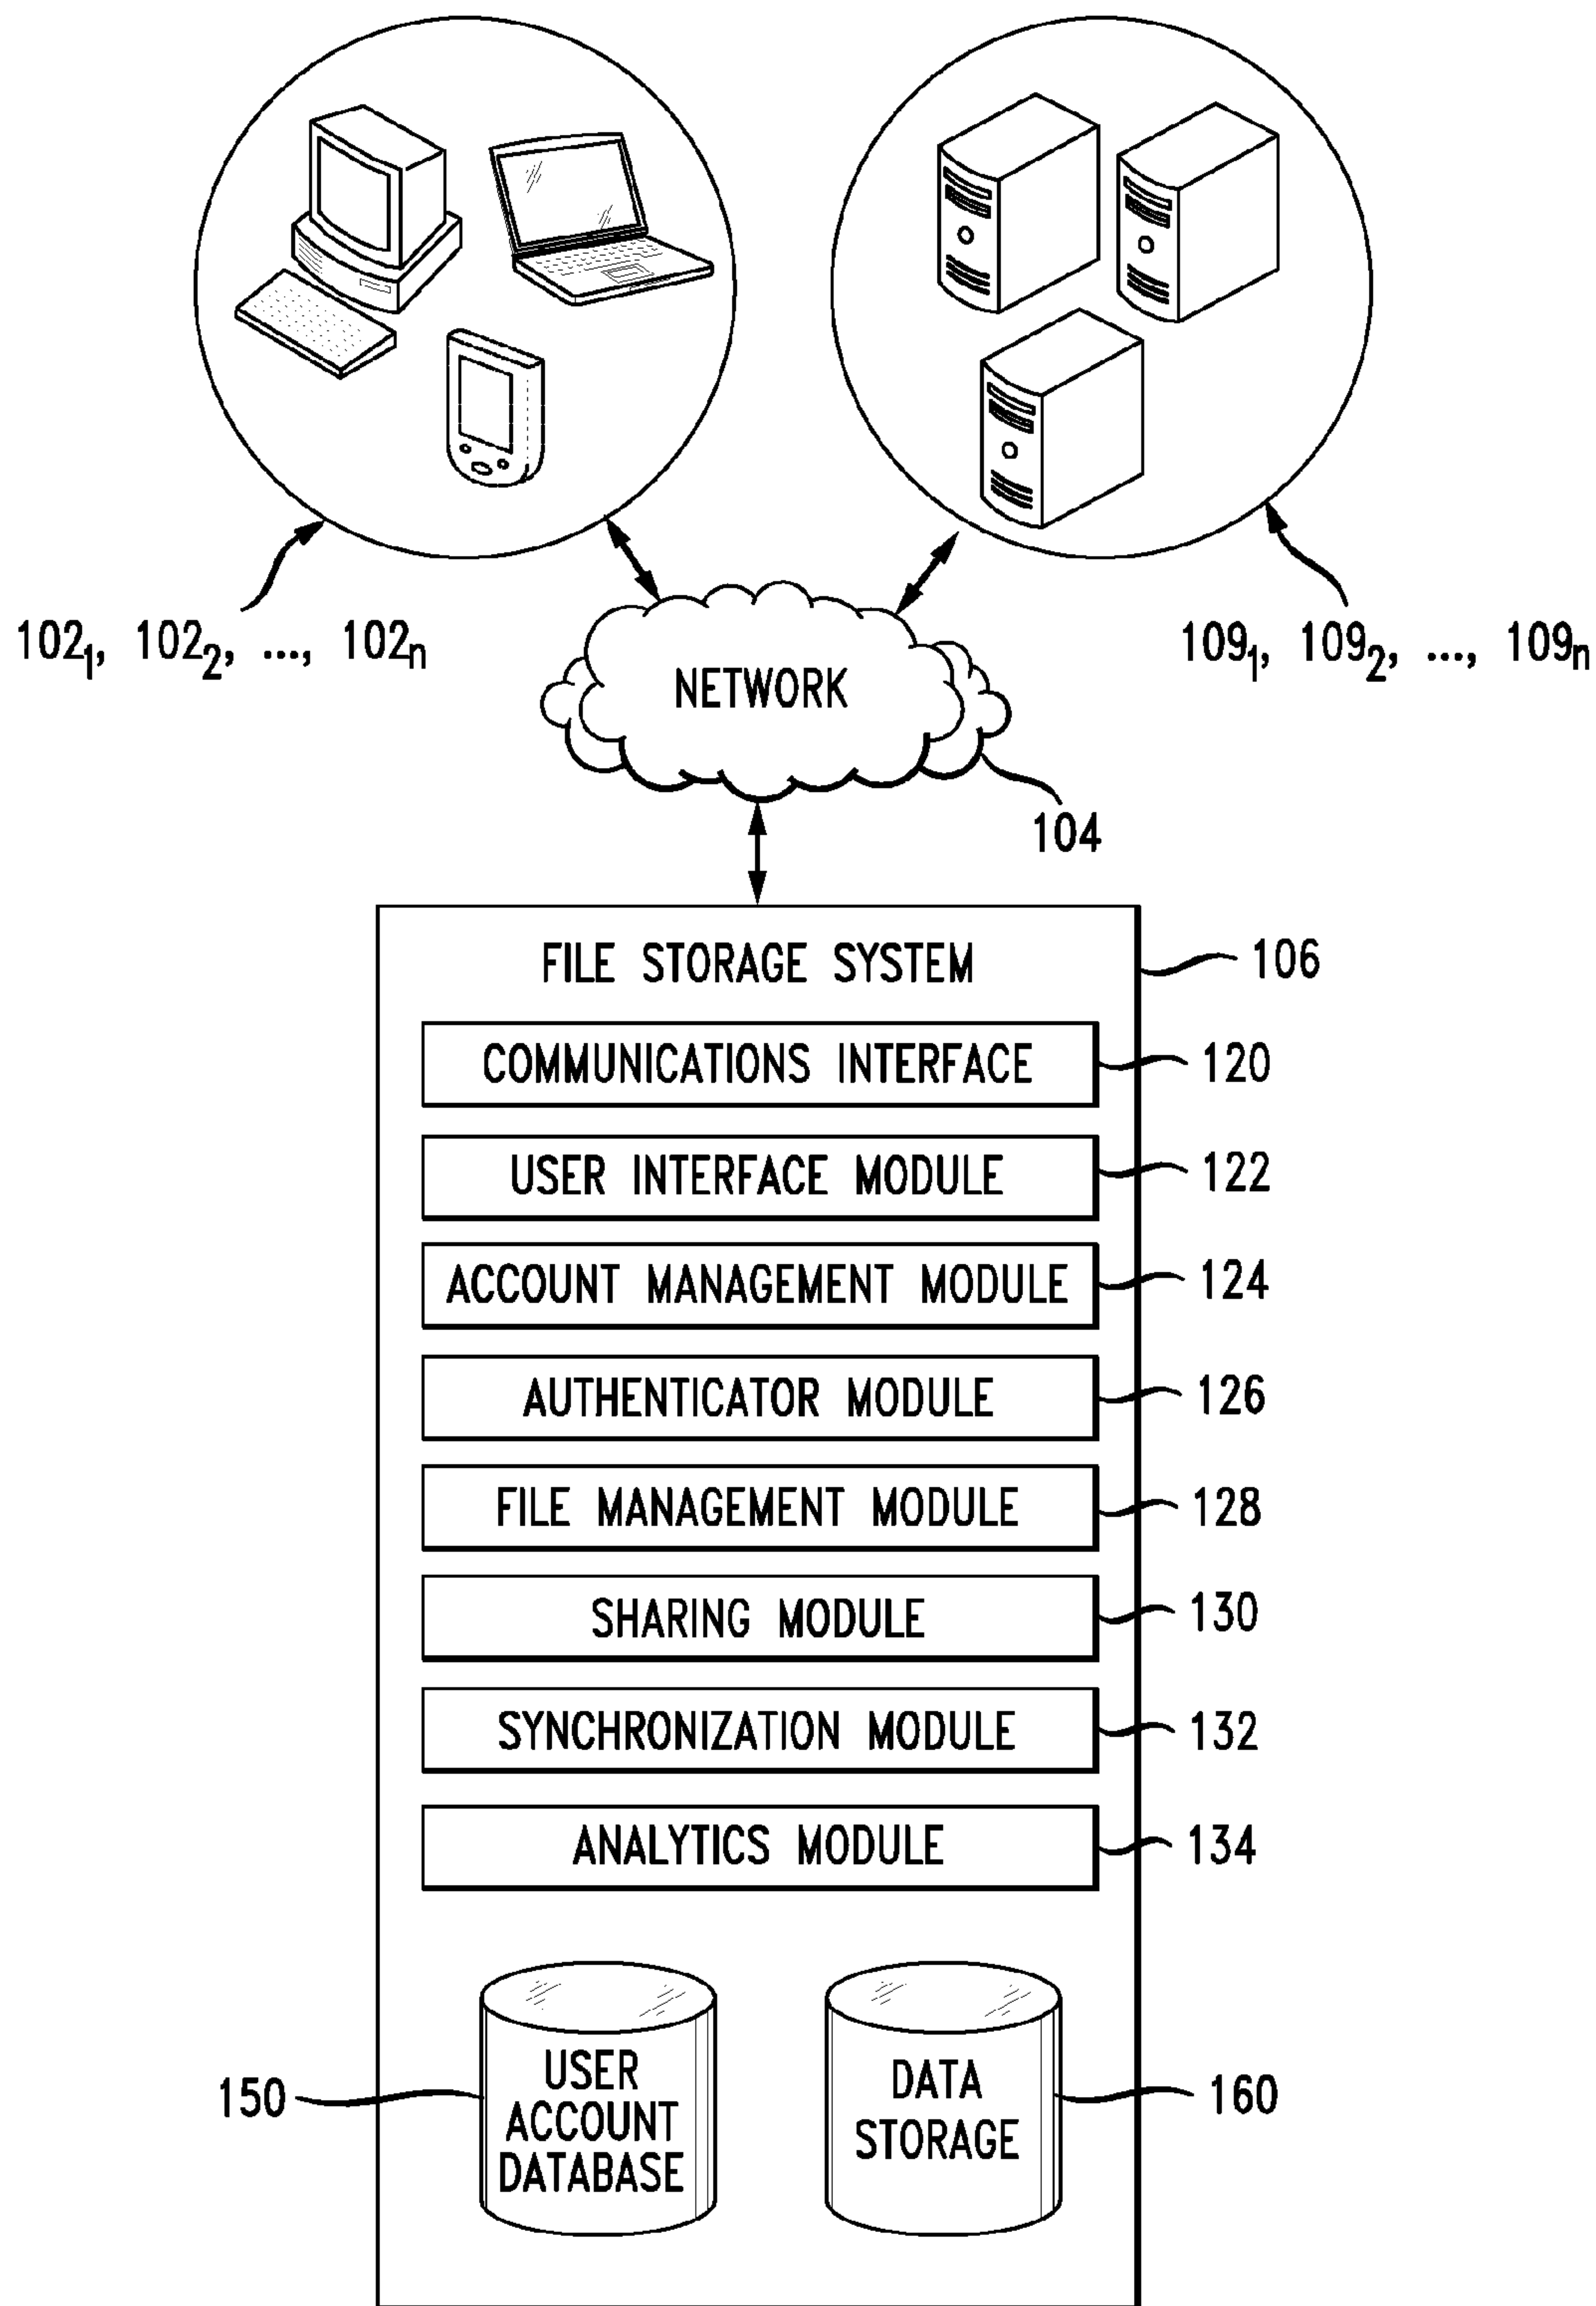 102₁, 102₂, ..., 102ₙ
109₁, 109₂, ..., 109ₙ
NETWORK
104
FILE STORAGE SYSTEM
106
COMMUNICATIONS INTERFACE
120
USER INTERFACE MODULE
122
ACCOUNT MANAGEMENT MODULE
124
AUTHENTICATOR MODULE
126
FILE MANAGEMENT MODULE
128
SHARING MODULE
130
SYNCHRONIZATION MODULE
132
ANALYTICS MODULE
134
150
USER
ACCOUNT
DATABASE
DATA
STORAGE
160